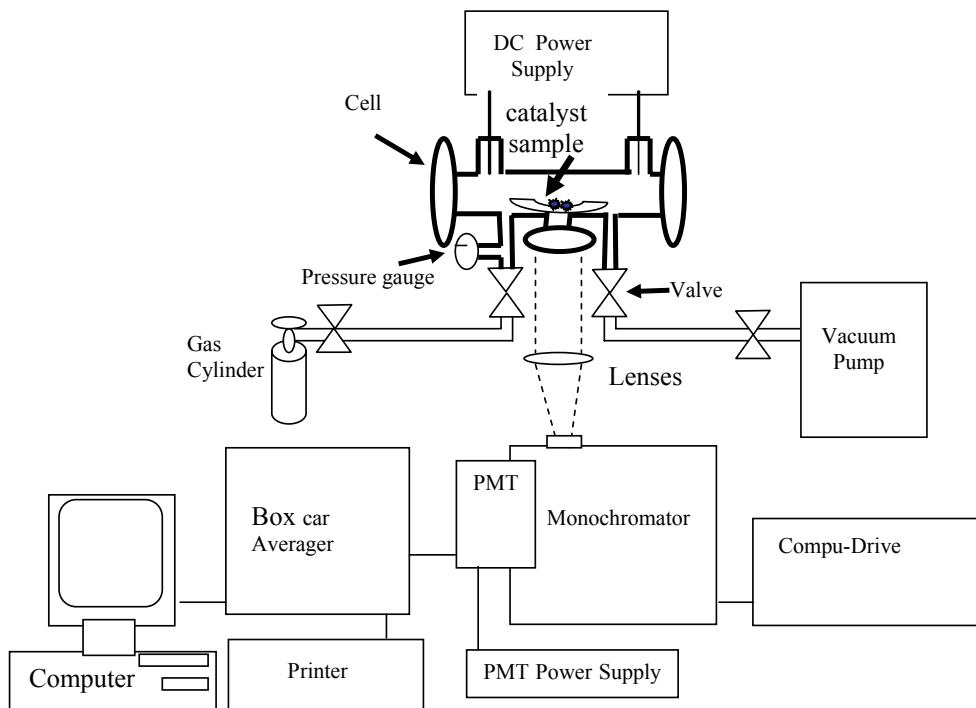 DC Power
Supply
Cell
catalyst
sample
Pressure gauge
Valve
Gas
Cylinder
Vacuum
Pump
Lenses
PMT
Box car
Averager
Monochromator
Compu-Drive
Computer
Printer
PMT Power Supply